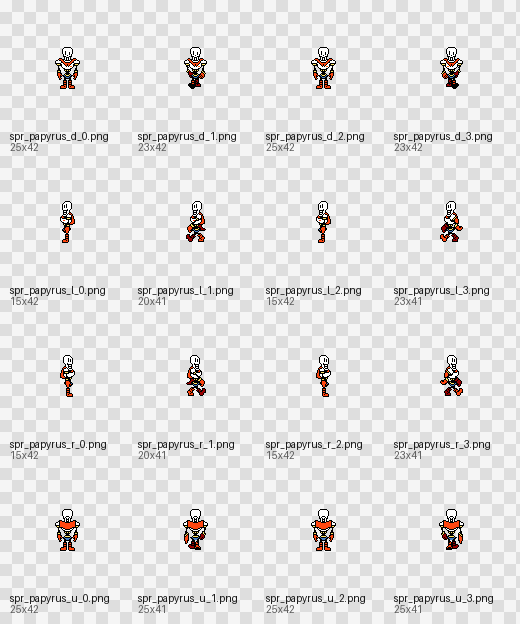 spr_papyrus_d_0.png spr_papyrus_d_1.png spr_papyrus_d_2.png spr_papyrus_d_3.png
25x42 23x42 25x42 23x42
spr_papyrus_l_0.png spr_papyrus_l_1.png spr_papyrus_l_2.png spr_papyrus_l_3.png
15x42 20x41 15x42 23x41
spr_papyrus_r_0.png spr_papyrus_r_1.png spr_papyrus_r_2.png spr_papyrus_r_3.png
15x42 20x41 15x42 23x41
spr_papyrus_u_0.png spr_papyrus_u_1.png spr_papyrus_u_2.png spr_papyrus_u_3.png
25x42 25x41 25x42 25x41